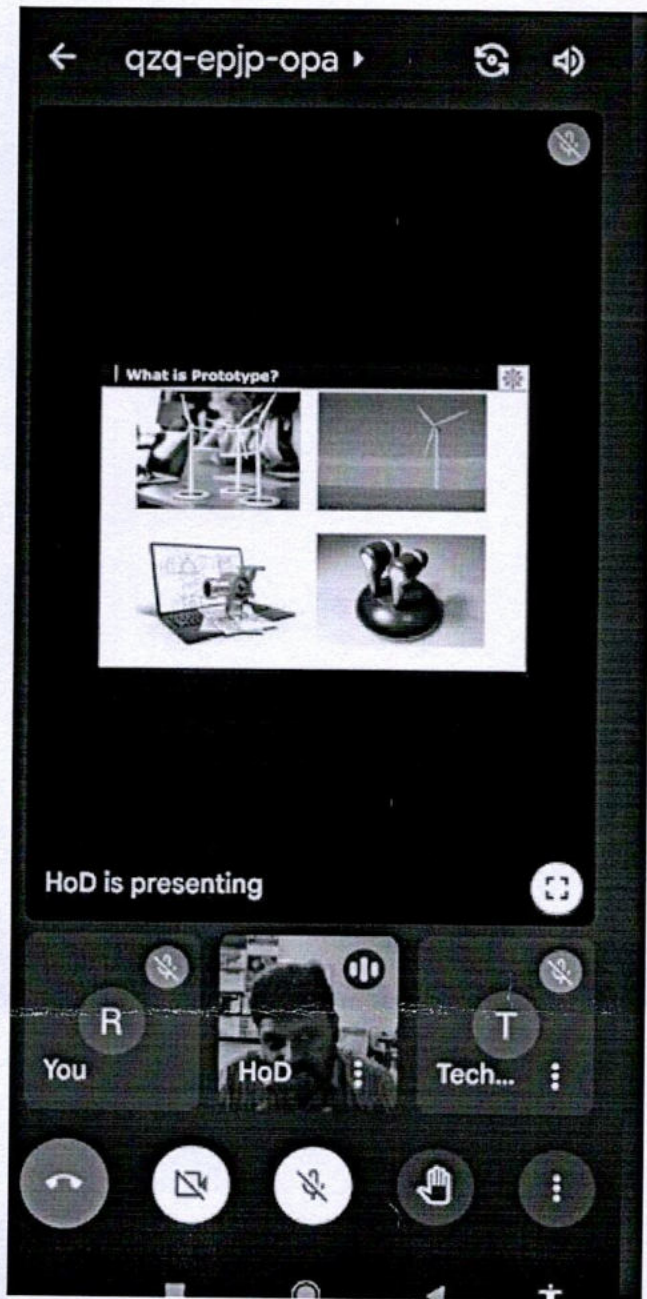 qzq-epjp-opa
What is Prototype?
HoD is presenting
R
You
HoD
T
Tech...